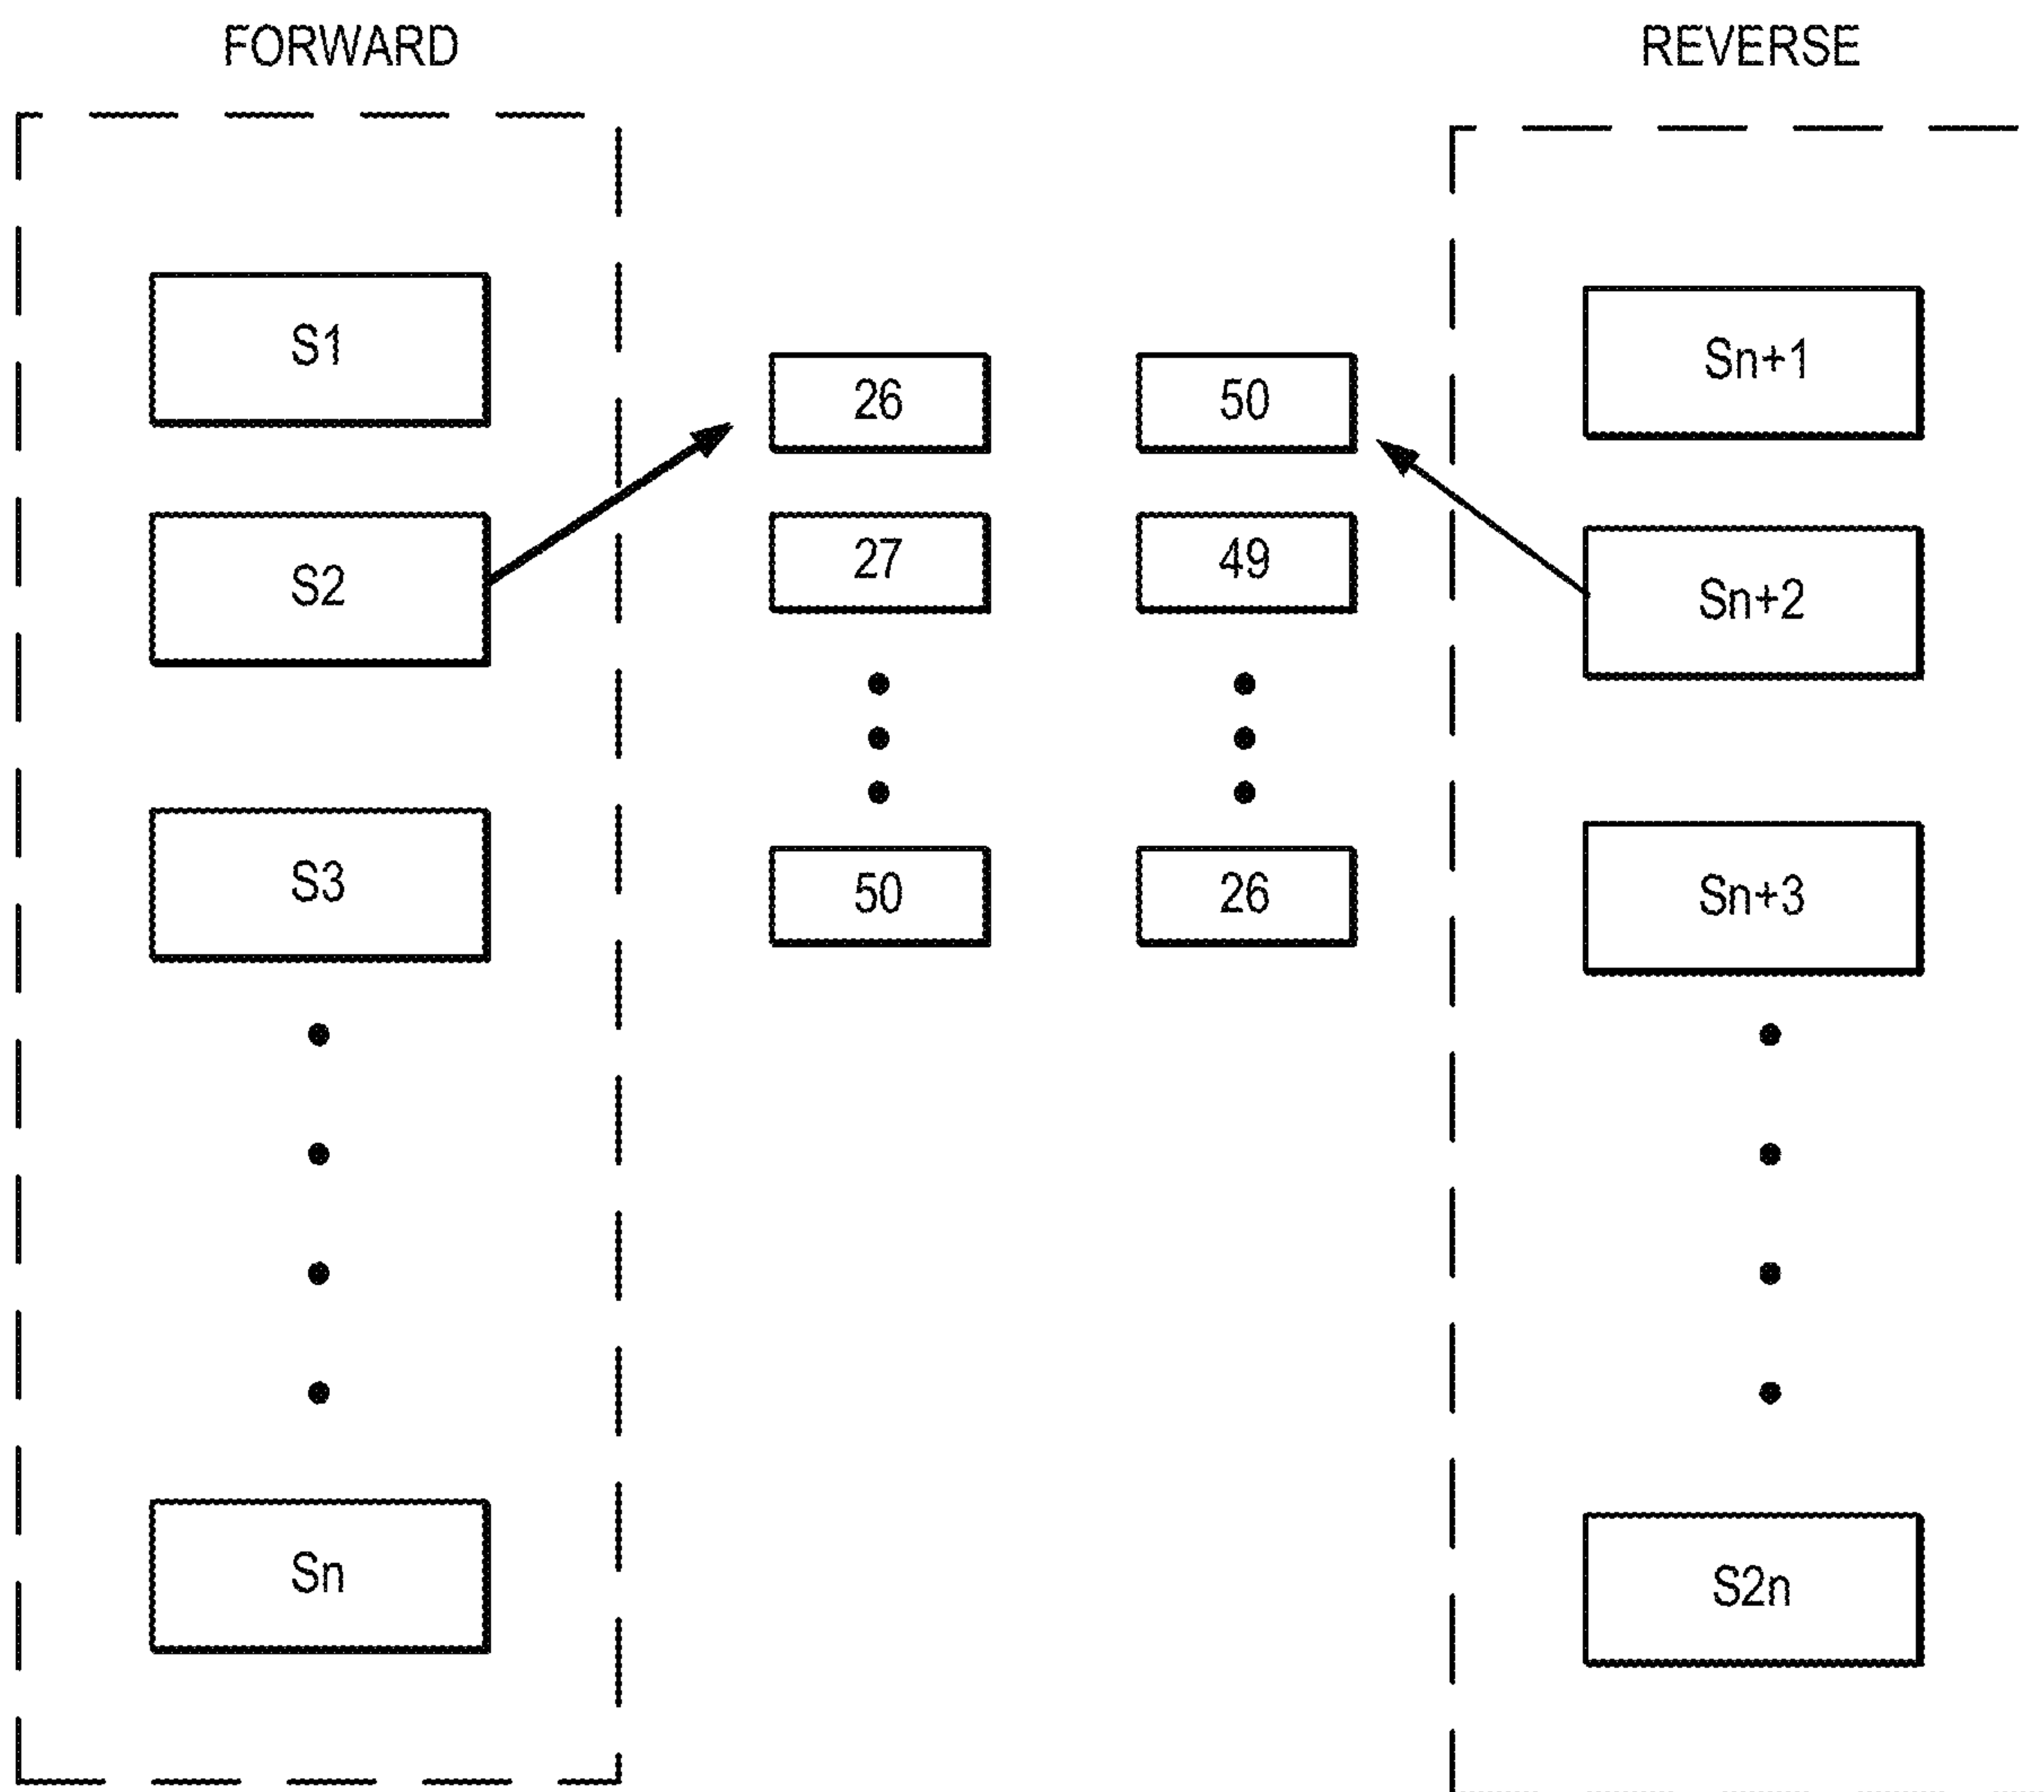 FORWARD
REVERSE
S1
Sn+1
26
50
S2
Sn+2
27
49
S3
Sn+3
50
26
Sn
S2n